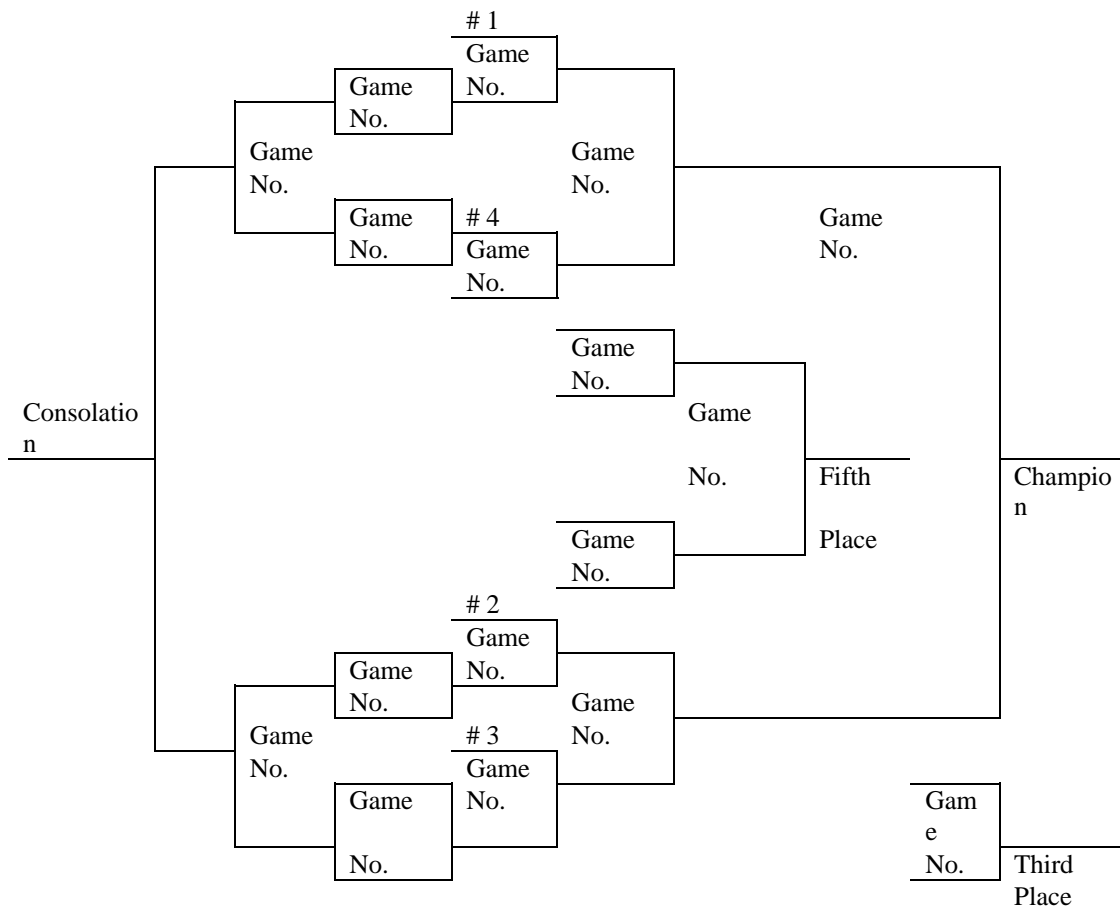 # 1
Game
No.
Game
No.
Game
No.
Game
No.
Game
No.
# 4
Game
No.
Game
No.
Game
No.
Consolatio
n
Game
No.
Game
No.
Fifth
Place
Champio
n
Game
No.
# 2
Game
No.
Game
No.
Game
No.
# 3
Game
No.
Game
No.
Game
No.
Gam
e
No.
Third
Place